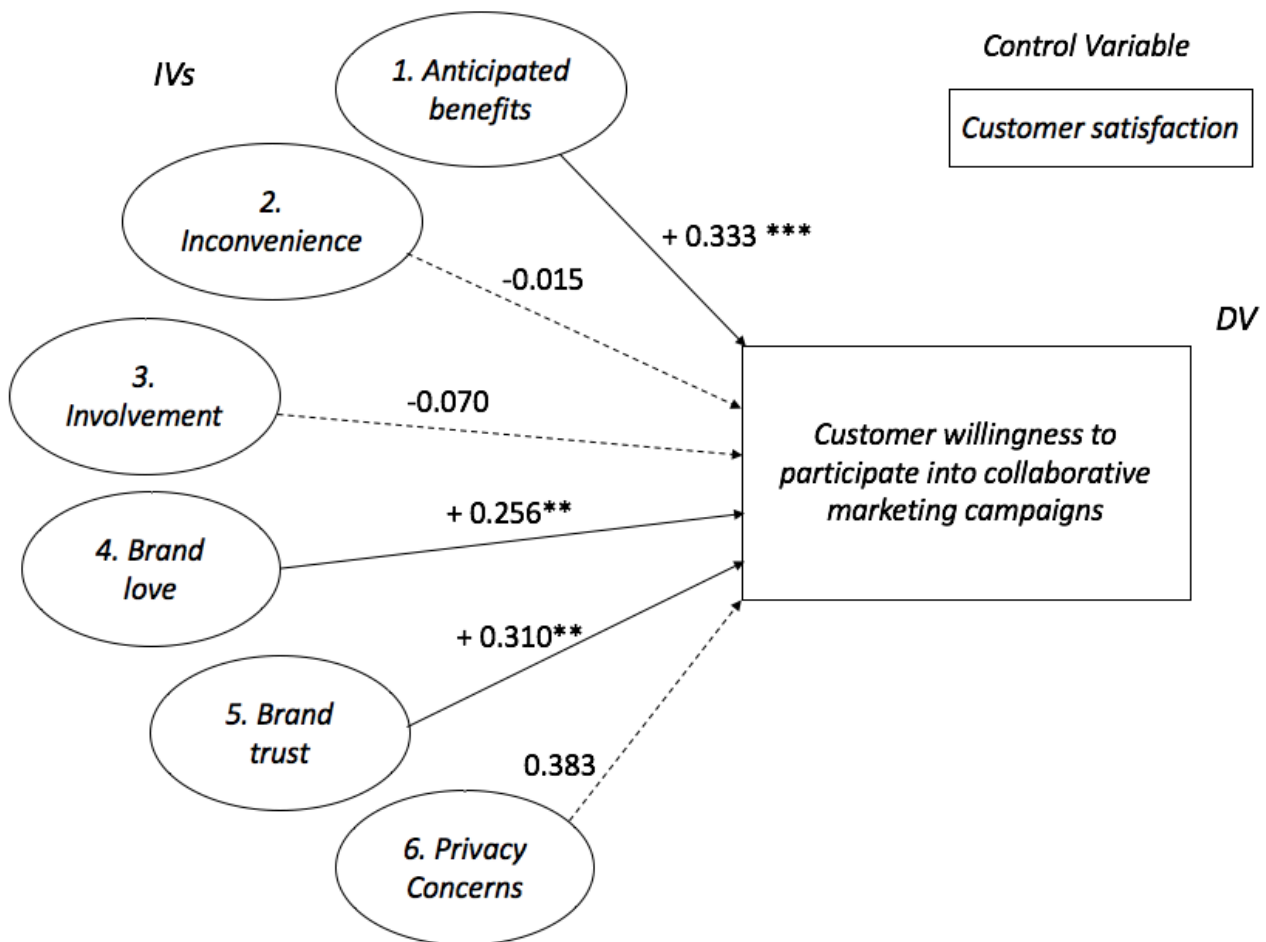 IVs
1. Anticipated
benefits
Control Variable
Customer satisfaction
2.
Inconvenience
+ 0.333 ***
-0.015
DV
3.
Involvement
-0.070
Customer willingness to
participate into collaborative
marketing campaigns
4. Brand
love
+ 0.256**
5. Brand
trust
+ 0.310**
0.383
6. Privacy
Concerns